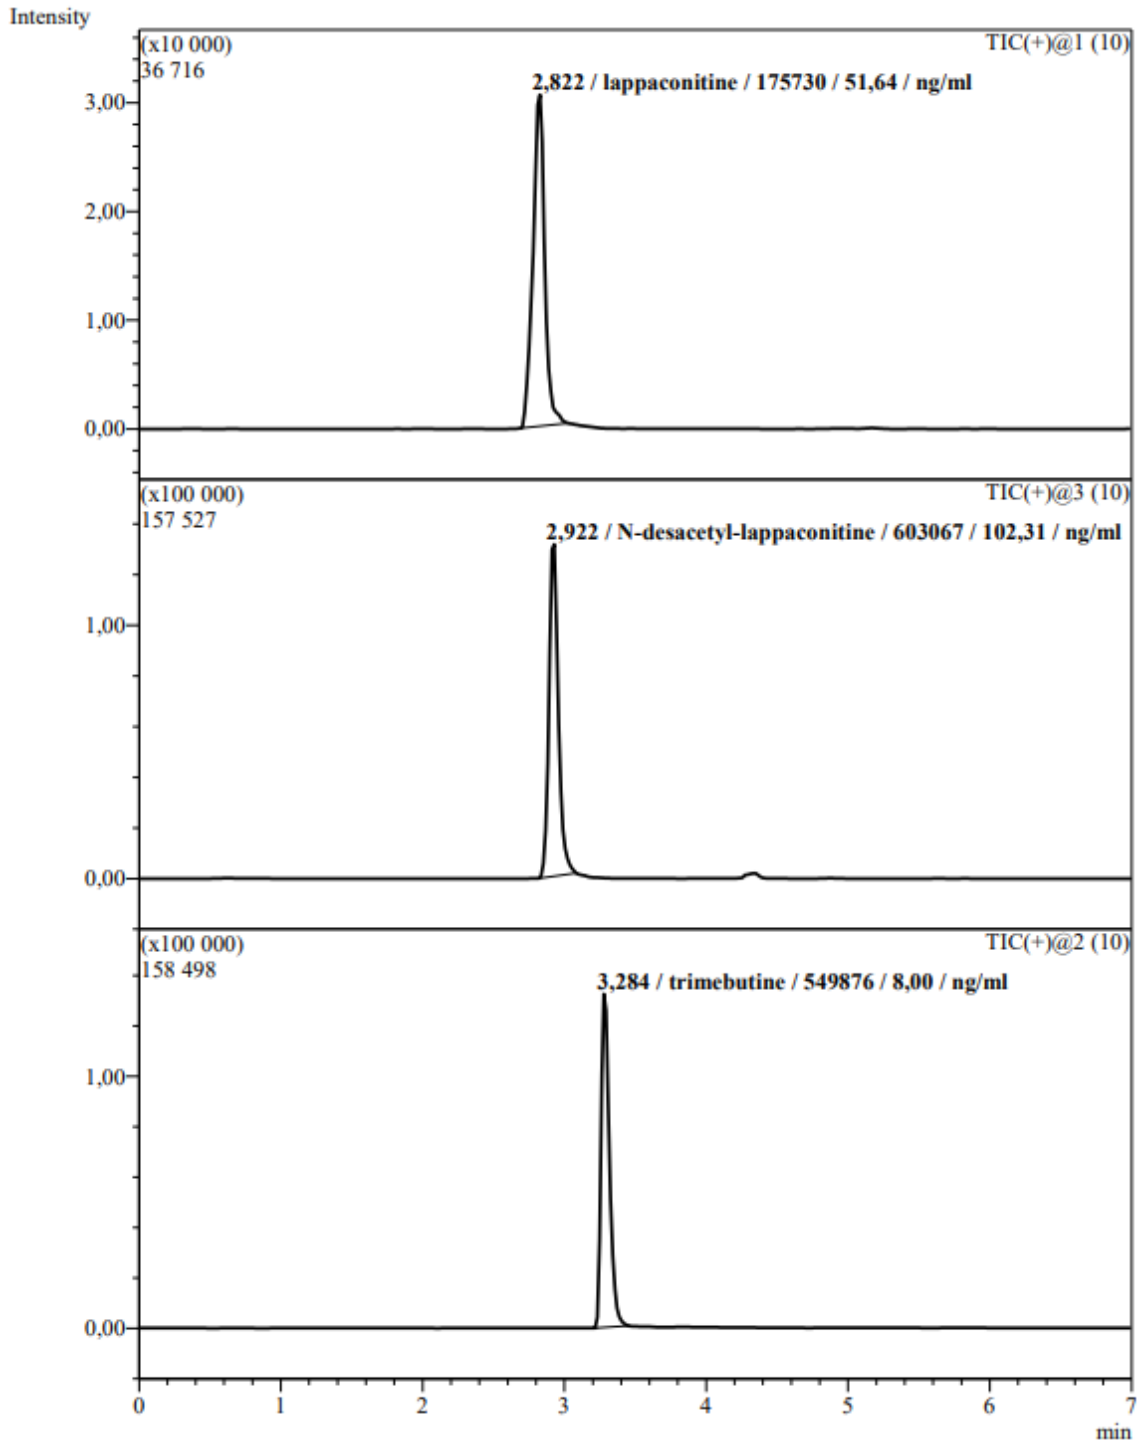 Intensity
(x10 000)
TIC(+)@1 (10)
36 716
2,822 / lappaconitine / 175730 / 51,64 / ng/ml
3,00
2,00
1,00
0,00
(x100 000)
TIC(+)@3 (10)
157 527
2,922 / N-desacetyl-lappaconitine / 603067 / 102,31 / ng/ml
1,00
0,00
(x100 000)
TIC(+)@2 (10)
158 498
3,284 / trimebutine / 549876 / 8,00 / ng/ml
1,00
0,00
0 1 2 3 4 5 6 7
min